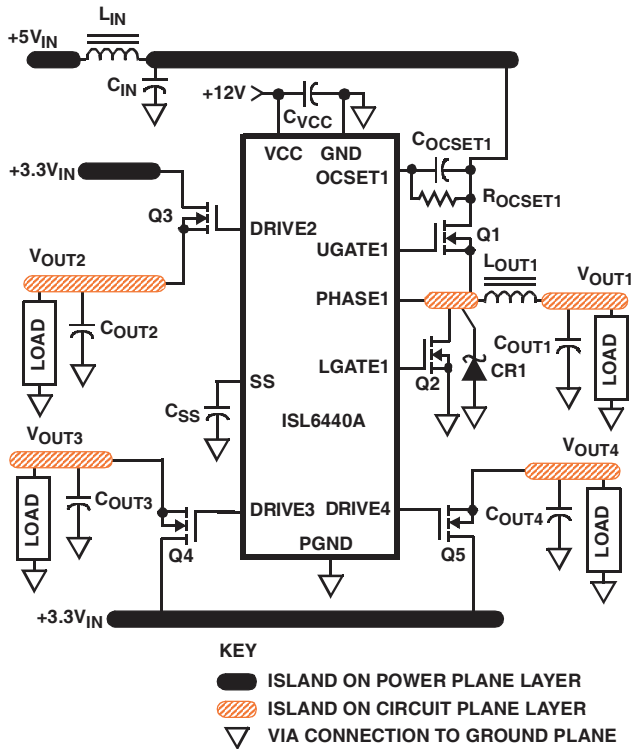 L_IN
+5V_IN
C_IN
+12V
C_VCC
VCC
GND
C_OCSET1
OCSET1
R_OCSET1
+3.3V_IN
Q3
DRIVE2
UGATE1
Q1
V_OUT2
L_OUT1
V_OUT1
PHASE1
LOAD
C_OUT2
C_OUT1
LOAD
LGATE1
Q2
CR1
SS
C_SS
ISL6440A
V_OUT3
V_OUT4
LOAD
C_OUT3
DRIVE3
DRIVE4
C_OUT4
LOAD
Q4
PGND
Q5
+3.3V_IN
KEY
ISLAND ON POWER PLANE LAYER
ISLAND ON CIRCUIT PLANE LAYER
VIA CONNECTION TO GROUND PLANE